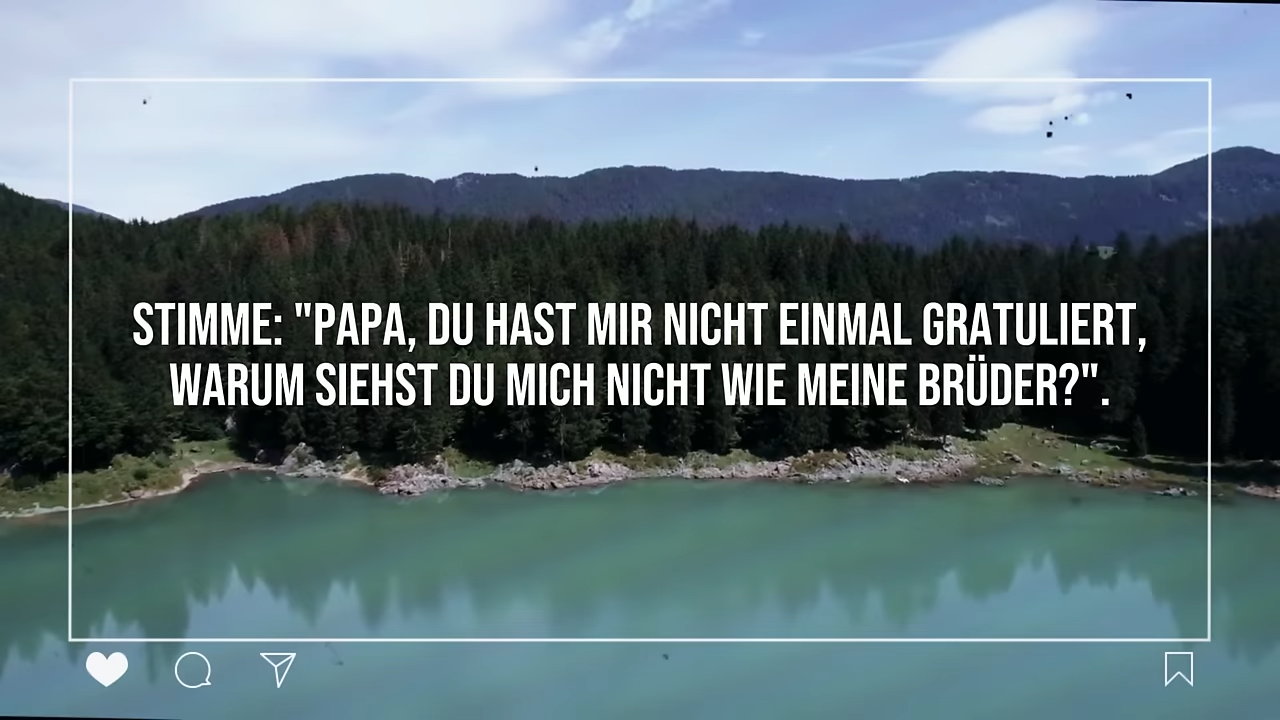 STIMME: "PAPA, DU HAST MIR NICHT EINMAL GRATULIERT,
WARUM SIEHST DU MICH NICHT WIE MEINE BRÜDER?".